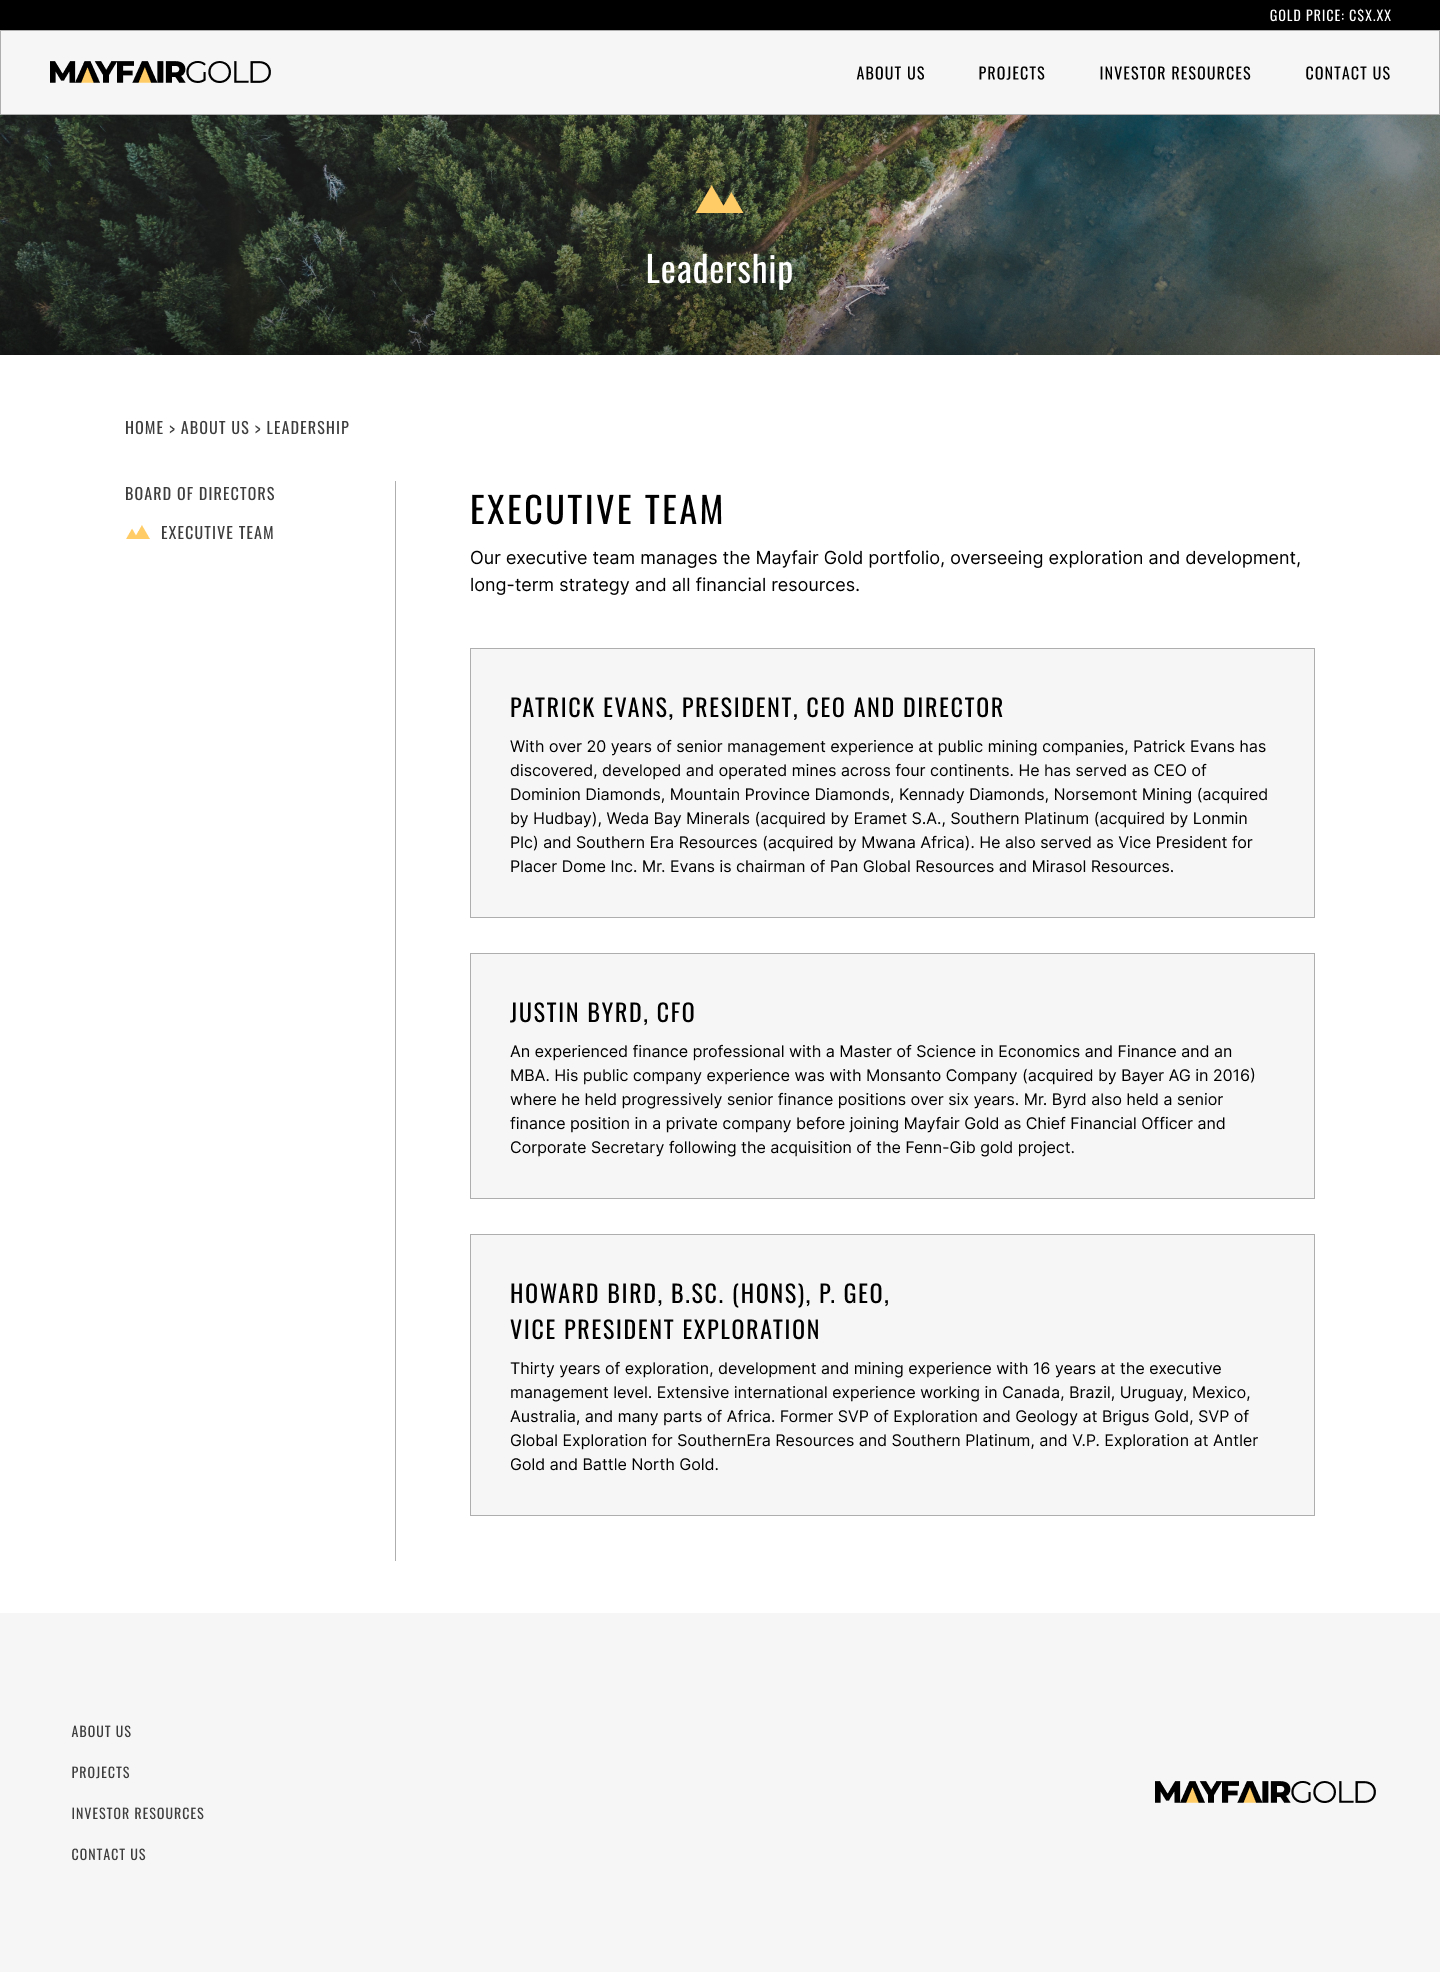 GOLD PRICE: C$X.XX
MAYFAIRGOLD
ABOUT US
PROJECTS
INVESTOR RESOURCES
CONTACT US
Leadership
HOME > ABOUT US > LEADERSHIP
BOARD OF DIRECTORS
EXECUTIVE TEAM
EXECUTIVE TEAM
Our executive team manages the Mayfair Gold portfolio, overseeing exploration and development,
long-term strategy and all financial resources.
PATRICK EVANS, PRESIDENT, CEO AND DIRECTOR
With over 20 years of senior management experience at public mining companies, Patrick Evans has
discovered, developed and operated mines across four continents. He has served as CEO of
Dominion Diamonds, Mountain Province Diamonds, Kennady Diamonds, Norsemont Mining (acquired
by Hudbay), Weda Bay Minerals (acquired by Eramet S.A., Southern Platinum (acquired by Lonmin
Plc) and Southern Era Resources (acquired by Mwana Africa). He also served as Vice President for
Placer Dome Inc. Mr. Evans is chairman of Pan Global Resources and Mirasol Resources.
JUSTIN BYRD, CFO
An experienced finance professional with a Master of Science in Economics and Finance and an
MBA. His public company experience was with Monsanto Company (acquired by Bayer AG in 2016)
where he held progressively senior finance positions over six years. Mr. Byrd also held a senior
finance position in a private company before joining Mayfair Gold as Chief Financial Officer and
Corporate Secretary following the acquisition of the Fenn-Gib gold project.
HOWARD BIRD, B.SC. (HONS), P. GEO,
VICE PRESIDENT EXPLORATION
Thirty years of exploration, development and mining experience with 16 years at the executive
management level. Extensive international experience working in Canada, Brazil, Uruguay, Mexico,
Australia, and many parts of Africa. Former SVP of Exploration and Geology at Brigus Gold, SVP of
Global Exploration for SouthernEra Resources and Southern Platinum, and V.P. Exploration at Antler
Gold and Battle North Gold.
ABOUT US
PROJECTS
INVESTOR RESOURCES
CONTACT US
MAYFAIRGOLD